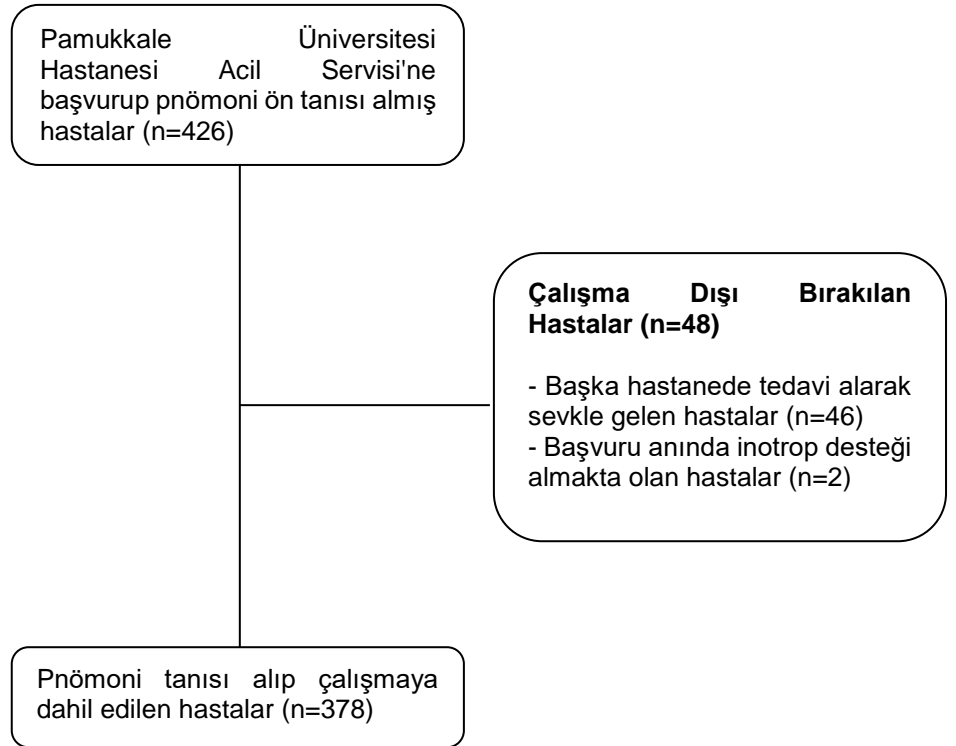 Pamukkale Üniversitesi
Hastanesi Acil Servisi'ne
başvurup pnömoni ön tanısı almış
hastalar (n=426)
Çalışma Dışı Bırakılan
Hastalar (n=48)
- Başka hastanede tedavi alarak
sevkle gelen hastalar (n=46)
- Başvuru anında inotrop desteği
almakta olan hastalar (n=2)
Pnömoni tanısı alıp çalışmaya
dahil edilen hastalar (n=378)